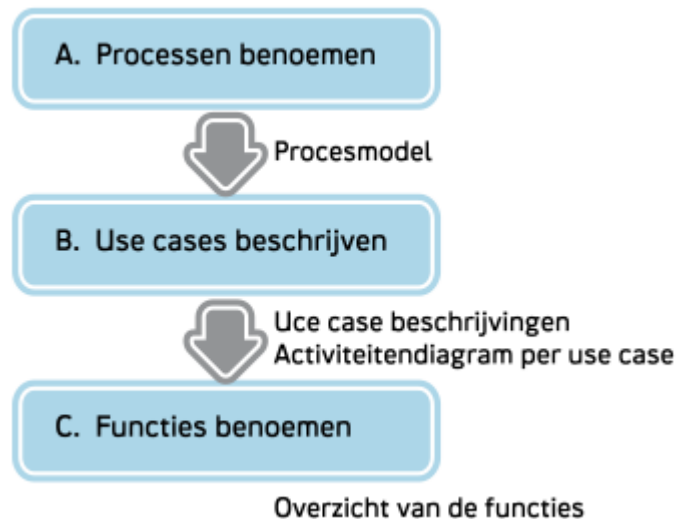 A. Processen benoemen
Procesmodel
B. Use cases beschrijven
Uce case beschrijvingen
Activiteitendiagram per use case
C. Functies benoemen
Overzicht van de functies